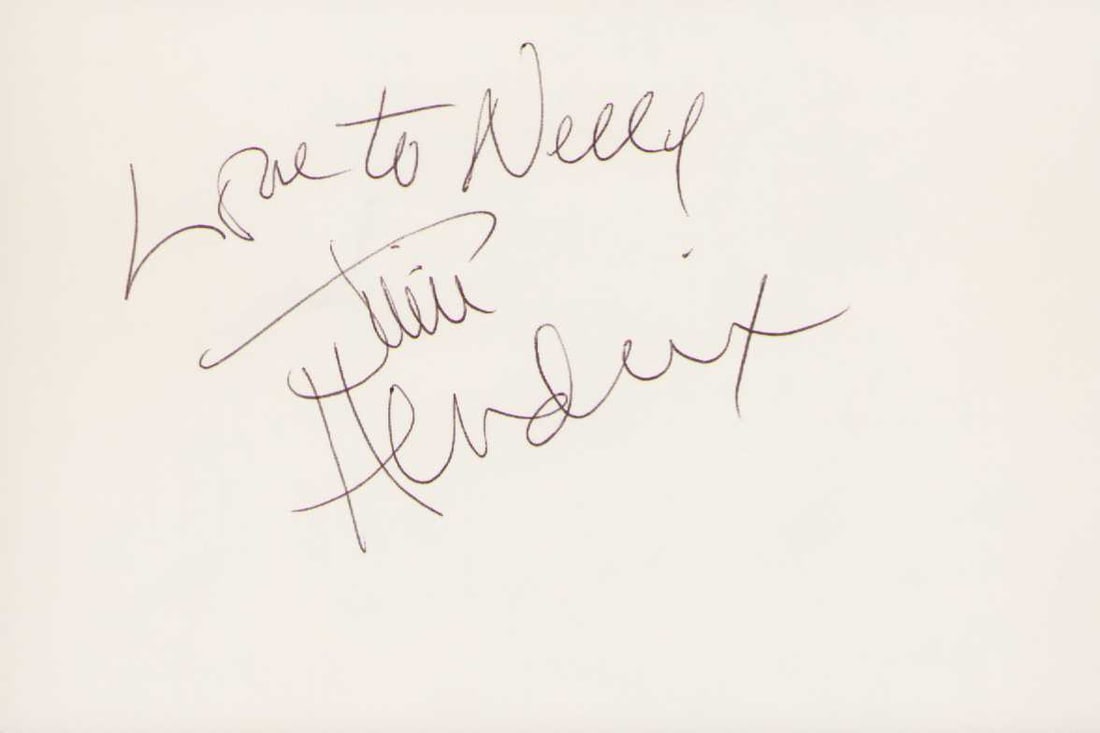 Love to Nelly
Jimi
Hendrix